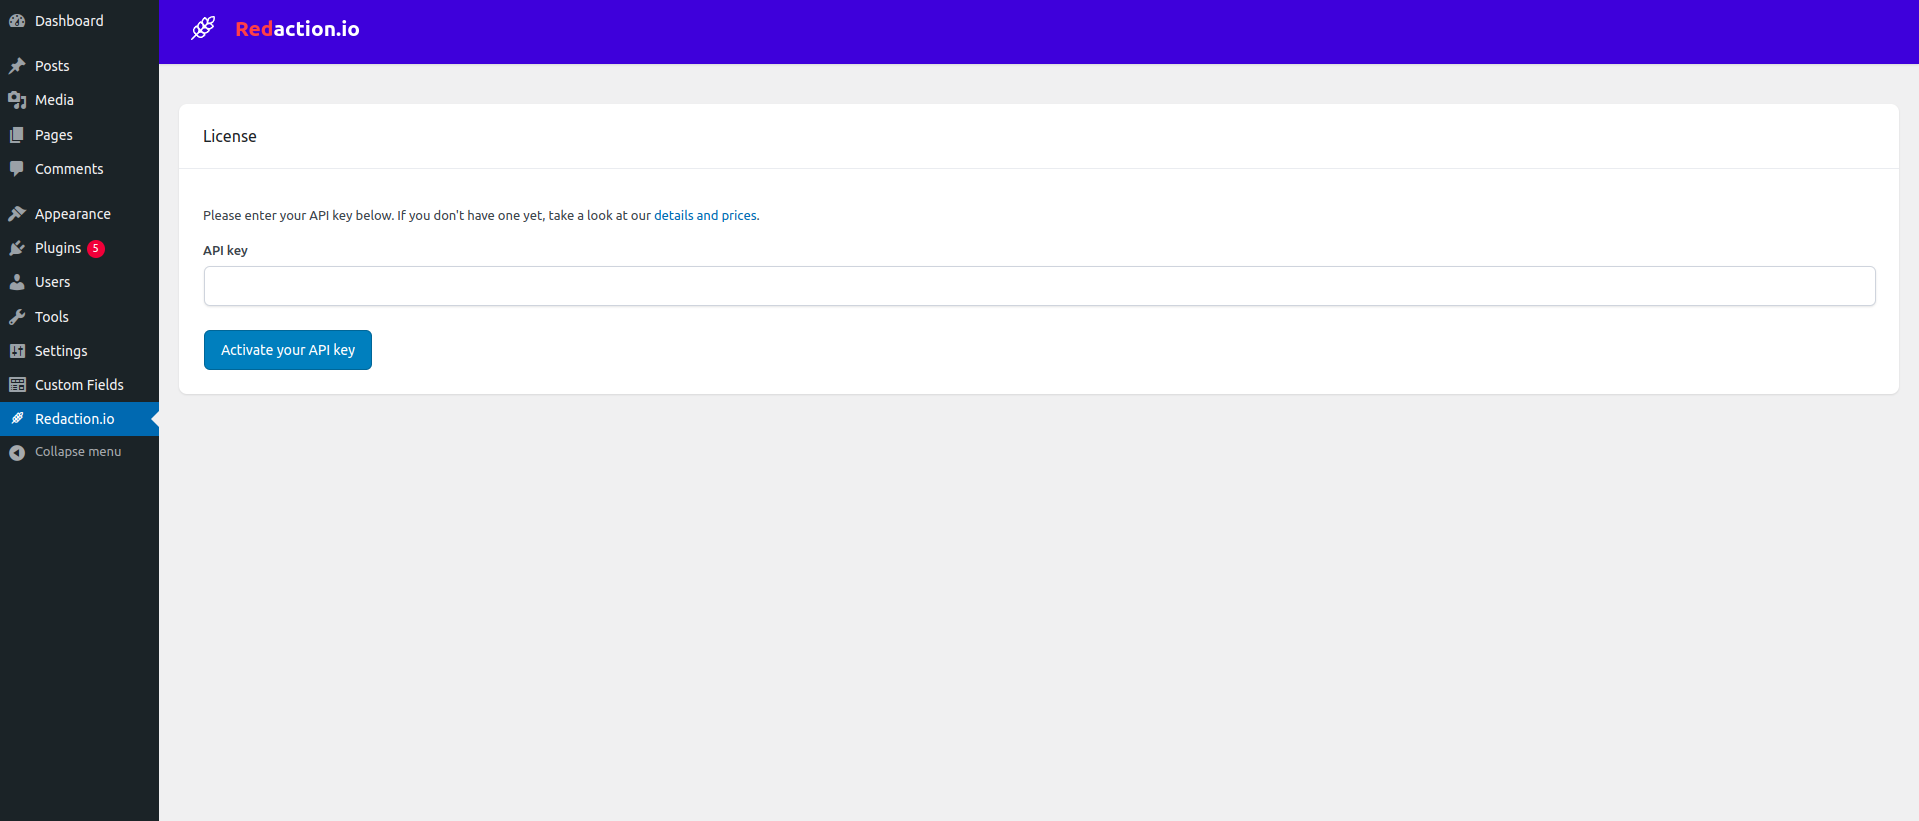 Dashboard
Posts
Media
Pages
Comments
Appearance
Plugins 5
Users
Tools
Settings
Custom Fields
Redaction.io
Collapse menu
Redaction.io
License
Please enter your API key below. If you don't have one yet, take a look at our details and prices.
API key
Activate your API key